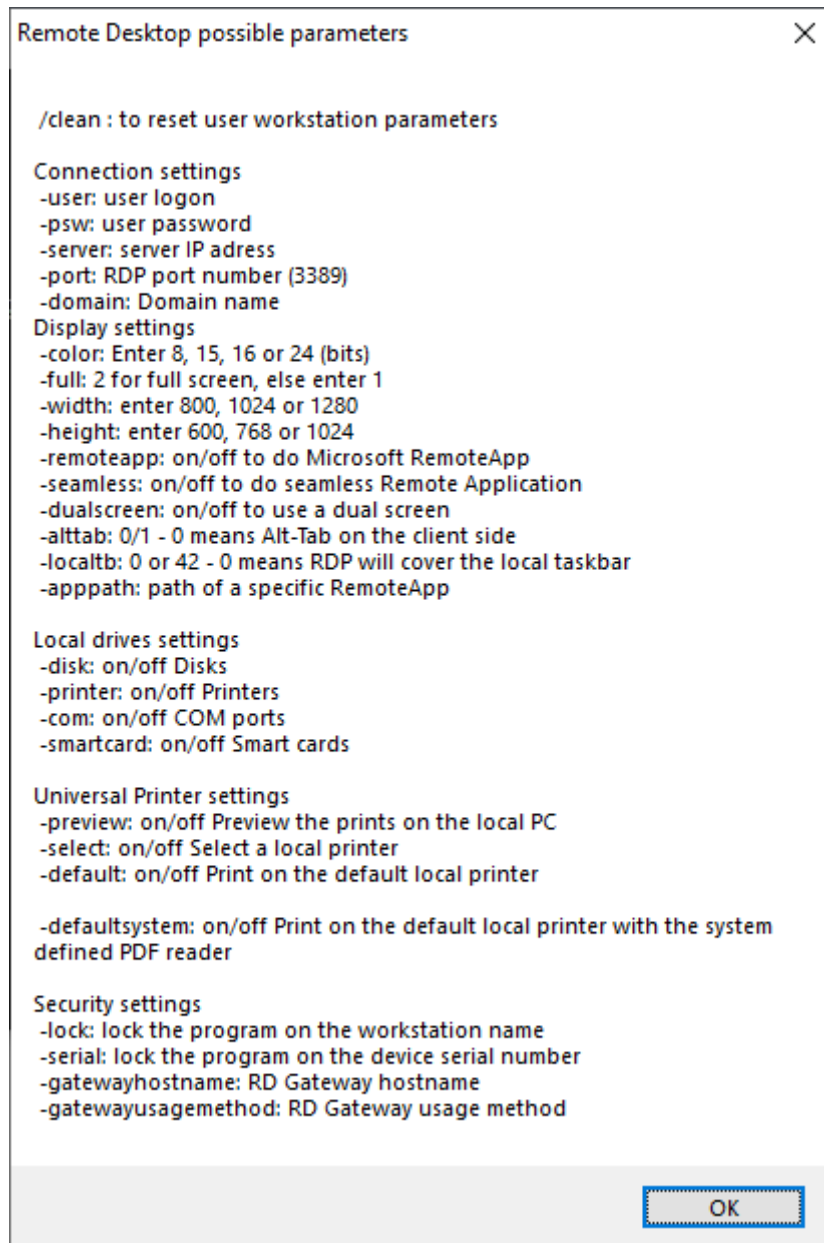 Remote Desktop possible parameters
/clean : to reset user workstation parameters
Connection settings
-user: user logon
-psw: user password
-server: server IP adress
-port: RDP port number (3389)
-domain: Domain name
Display settings
-color: Enter 8, 15, 16 or 24 (bits)
-full: 2 for full screen, else enter 1
-width: enter 800, 1024 or 1280
-height: enter 600, 768 or 1024
-remoteapp: on/off to do Microsoft RemoteApp
-seamless: on/off to do seamless Remote Application
-dualscreen: on/off to use a dual screen
-alttab: 0/1 - 0 means Alt-Tab on the client side
-localtb: 0 or 42 - 0 means RDP will cover the local taskbar
-apppath: path of a specific RemoteApp
Local drives settings
-disk: on/off Disks
-printer: on/off Printers
-com: on/off COM ports
-smartcard: on/off Smart cards
Universal Printer settings
-preview: on/off Preview the prints on the local PC
-select: on/off Select a local printer
-default: on/off Print on the default local printer
-defaultsystem: on/off Print on the default local printer with the system
defined PDF reader
Security settings
-lock: lock the program on the workstation name
-serial: lock the program on the device serial number
-gatewayhostname: RD Gateway hostname
-gatewayusagemethod: RD Gateway usage method
OK